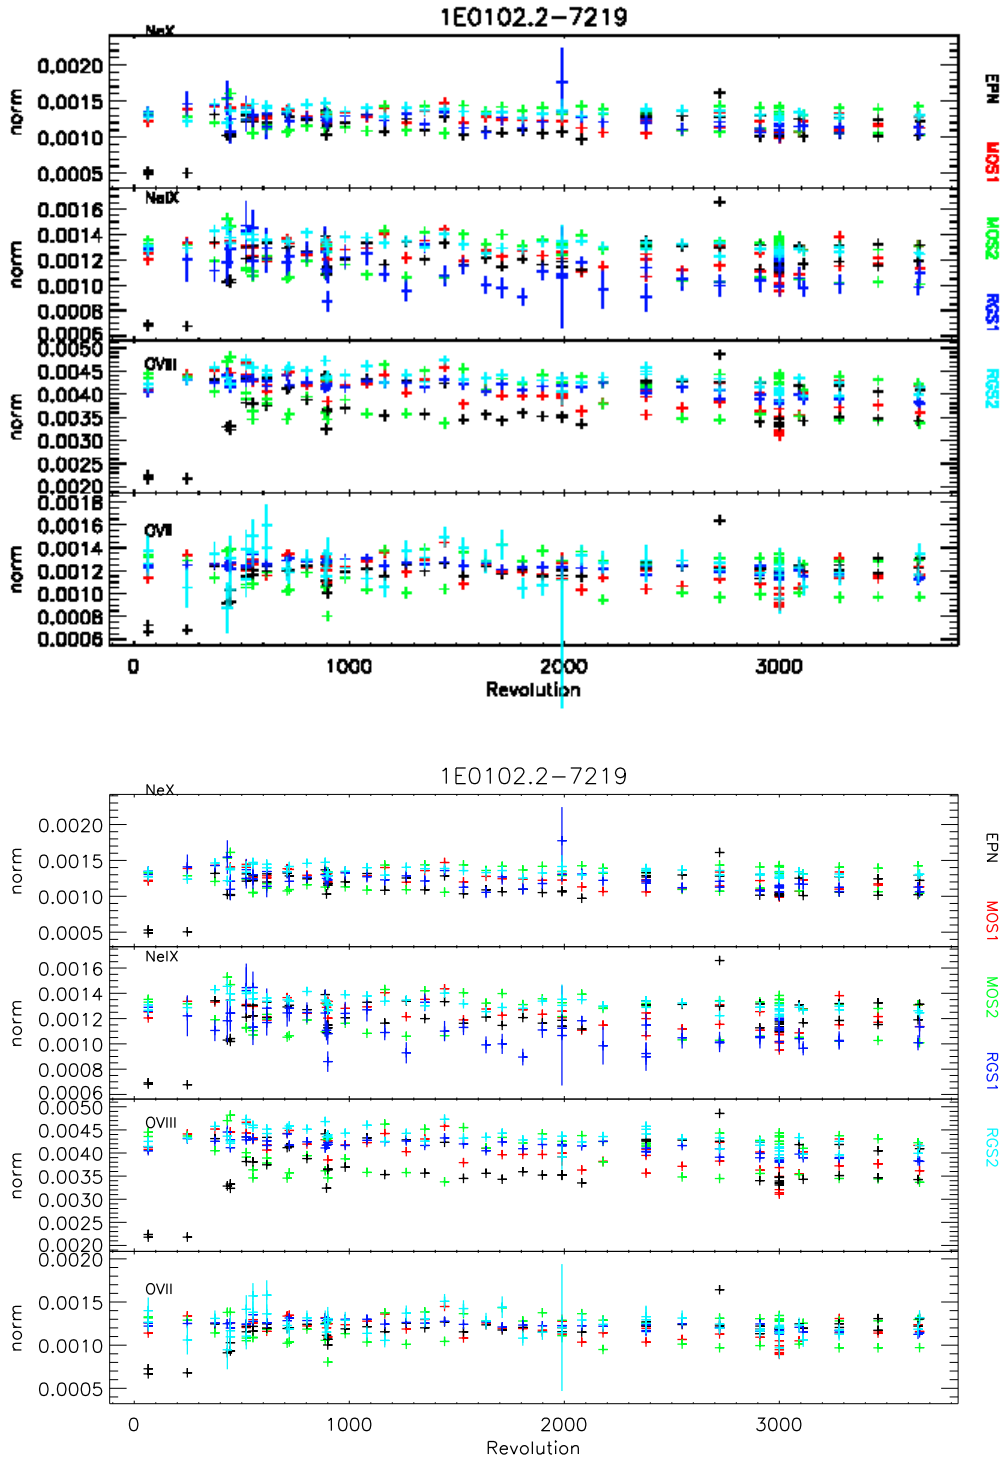 1E0102.2−7219
NeX
0.0020
0.0015
0.0010
0.0005
norm
NeIX
0.0016
0.0014
0.0012
0.0010
0.0008
0.0006
norm
OVIII
0.0050
0.0045
0.0040
0.0035
0.0030
0.0025
0.0020
norm
OVII
0.0018
0.0016
0.0014
0.0012
0.0010
0.0008
0.0006
norm
0 1000 2000 3000
Revolution
EPN
MOS1
MOS2
RGS1
RGS2
1E0102.2−7219
NeX
0.0020
0.0015
0.0010
0.0005
norm
NeIX
0.0016
0.0014
0.0012
0.0010
0.0008
0.0006
norm
OVIII
0.0050
0.0045
0.0040
0.0035
0.0030
0.0025
0.0020
norm
OVII
0.0020
0.0015
0.0010
0.0005
norm
0 1000 2000 3000
Revolution
EPN
MOS1
MOS2
RGS1
RGS2